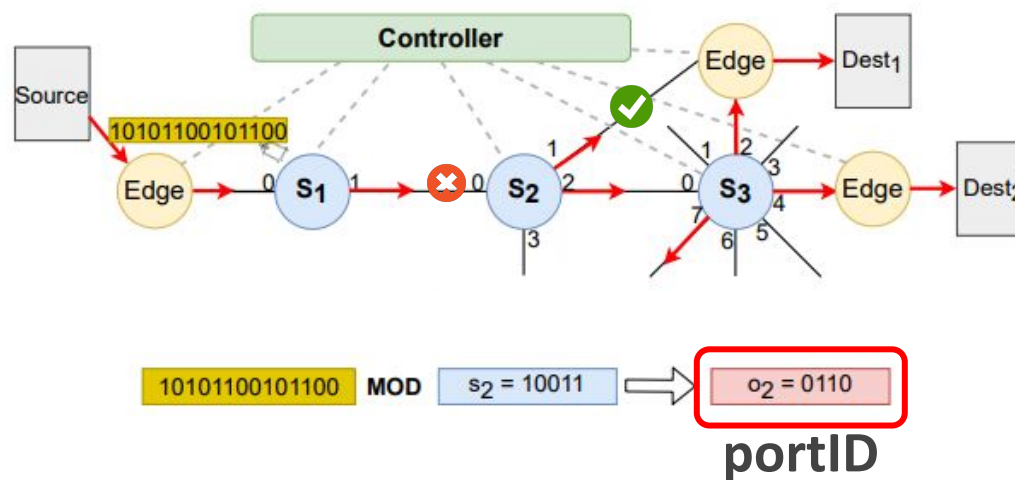 Controller
Source
10101100101100
Edge
0
S1
1
0
S2
1
2
3
Edge
Dest1
0
S3
1
2
3
4
5
6
7
Edge
Dest2
10101100101100 MOD s2 = 10011 o2 = 0110
portID